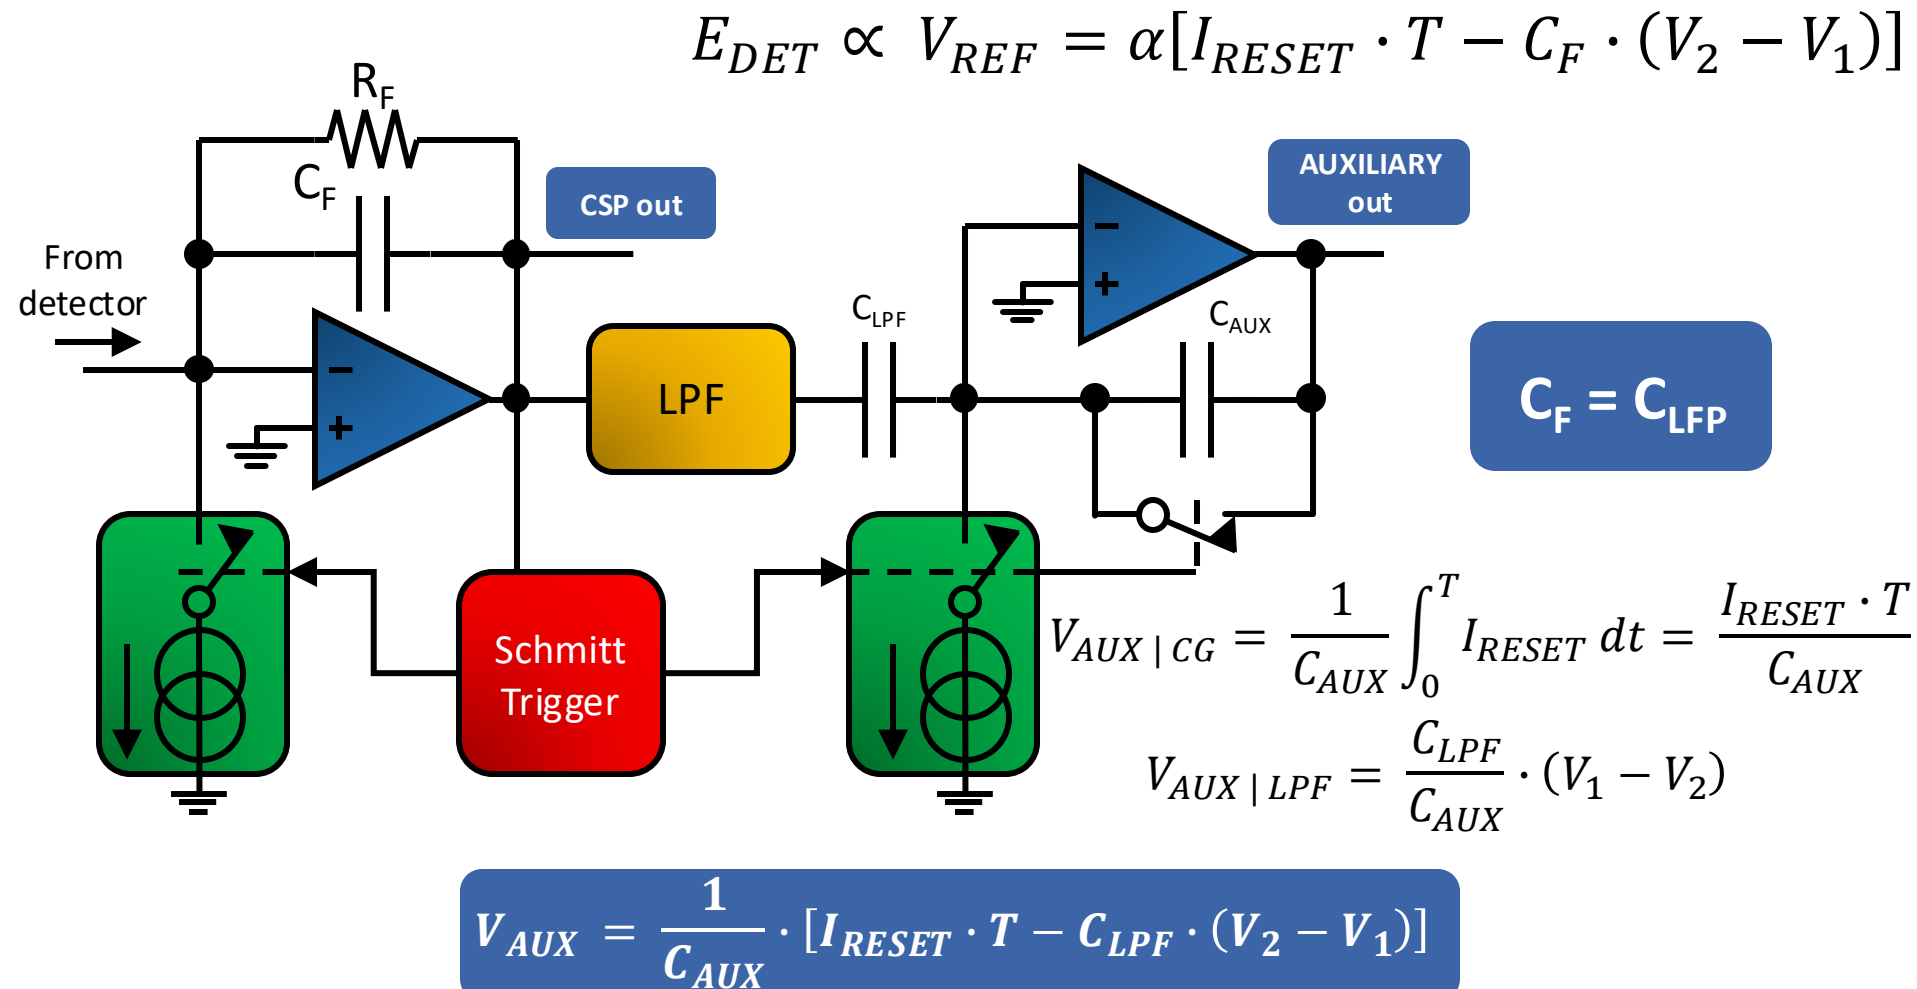 E_DET ∝ V_REF = α[I_RESET · T − C_F · (V_2 − V_1)]
R_F
C_F
CSP out
AUXILIARY
out
From
detector
−
+
LPF
C_LPF
−
+
C_AUX
C_F = C_LFP
Schmitt
Trigger
V_AUX | CG = 1/C_AUX ∫_0^T I_RESET dt = I_RESET · T / C_AUX
V_AUX | LPF = C_LPF/C_AUX · (V_1 − V_2)
V_AUX = 1/C_AUX · [I_RESET · T − C_LPF · (V_2 − V_1)]